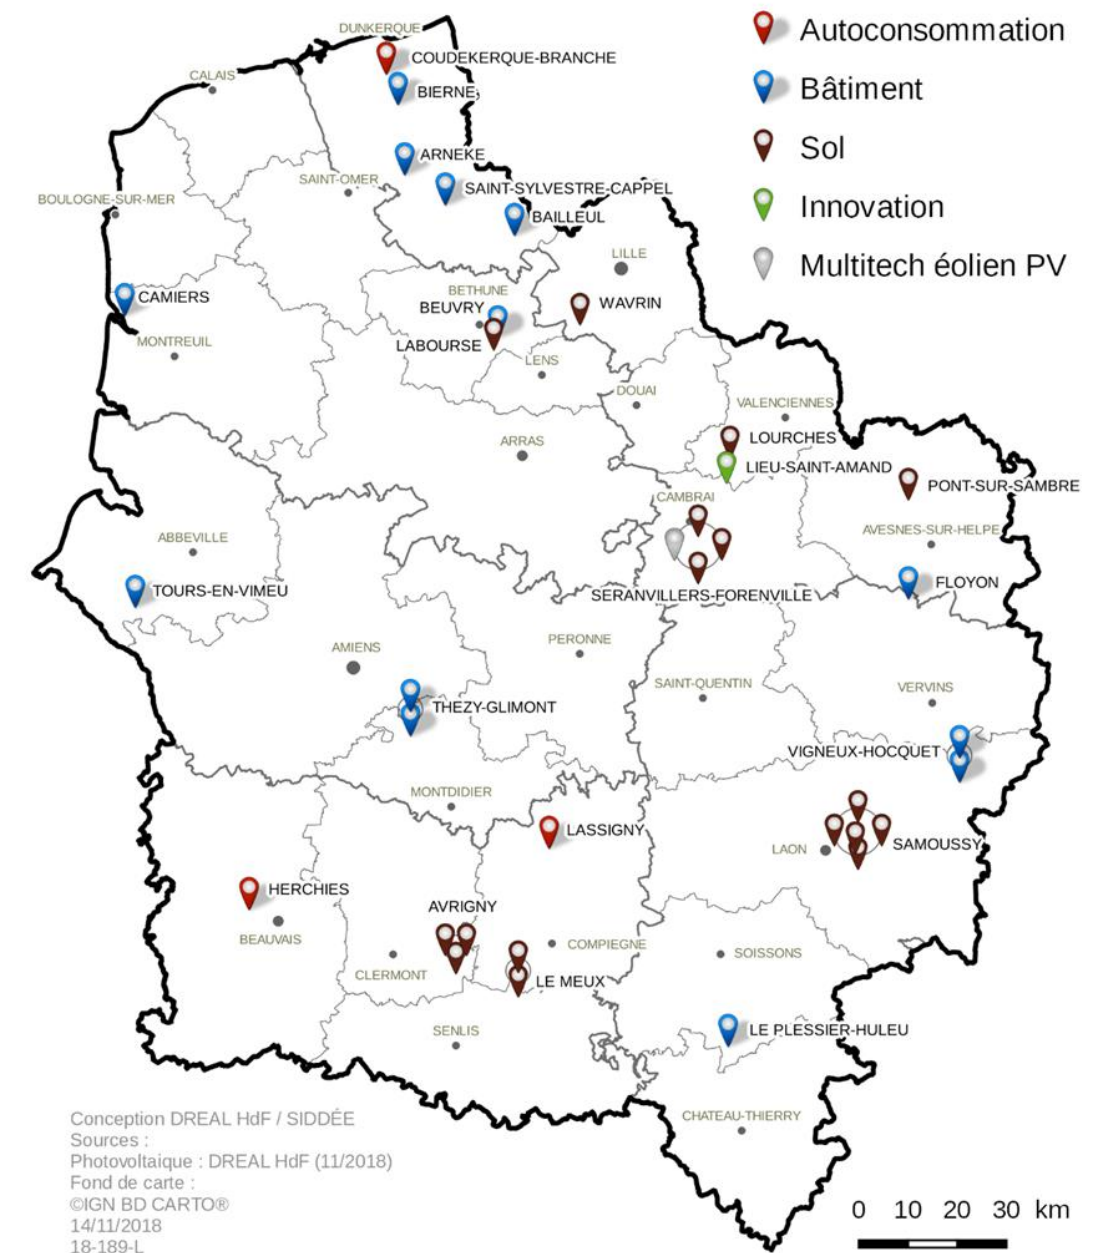 DUNKERQUE
Autoconsommation
COUDEKERQUE-BRANCHE
CALAIS
Bâtiment
BIERNE
Sol
ARNEKE
SAINT-OMER
SAINT-SYLVESTRE-CAPPEL
BOULOGNE-SUR-MER
Innovation
BAILLEUL
LILLE
Multitech éolien PV
BETHUNE
CAMIERS
BEUVRY
WAVRIN
MONTREUIL
LABOURSE
LENS
DOUAI
VALENCIENNES
ARRAS
LOURCHES
LIEU-SAINT-AMAND
PONT-SUR-SAMBRE
CAMBRAI
AVESNES-SUR-HELPE
ABBEVILLE
FLOYON
TOURS-EN-VIMEU
SERANVILLERS-FORENVILLE
PERONNE
AMIENS
SAINT-QUENTIN
VERVINS
THEZY-GLIMONT
VIGNEUX-HOCQUET
MONTDIDIER
LASSIGNY
LAON
SAMOUSSY
HERCHIES
AVRIGNY
BEAUVAIS
COMPIEGNE
SOISSONS
CLERMONT
LE MEUX
SENLIS
LE PLESSIER-HULEU
CHATEAU-THIERRY
Conception DREAL HdF / SIDDÉE
Sources :
Photovoltaique : DREAL HdF (11/2018)
Fond de carte :
©IGN BD CARTO®
14/11/2018
18-189-L
0 10 20 30 km